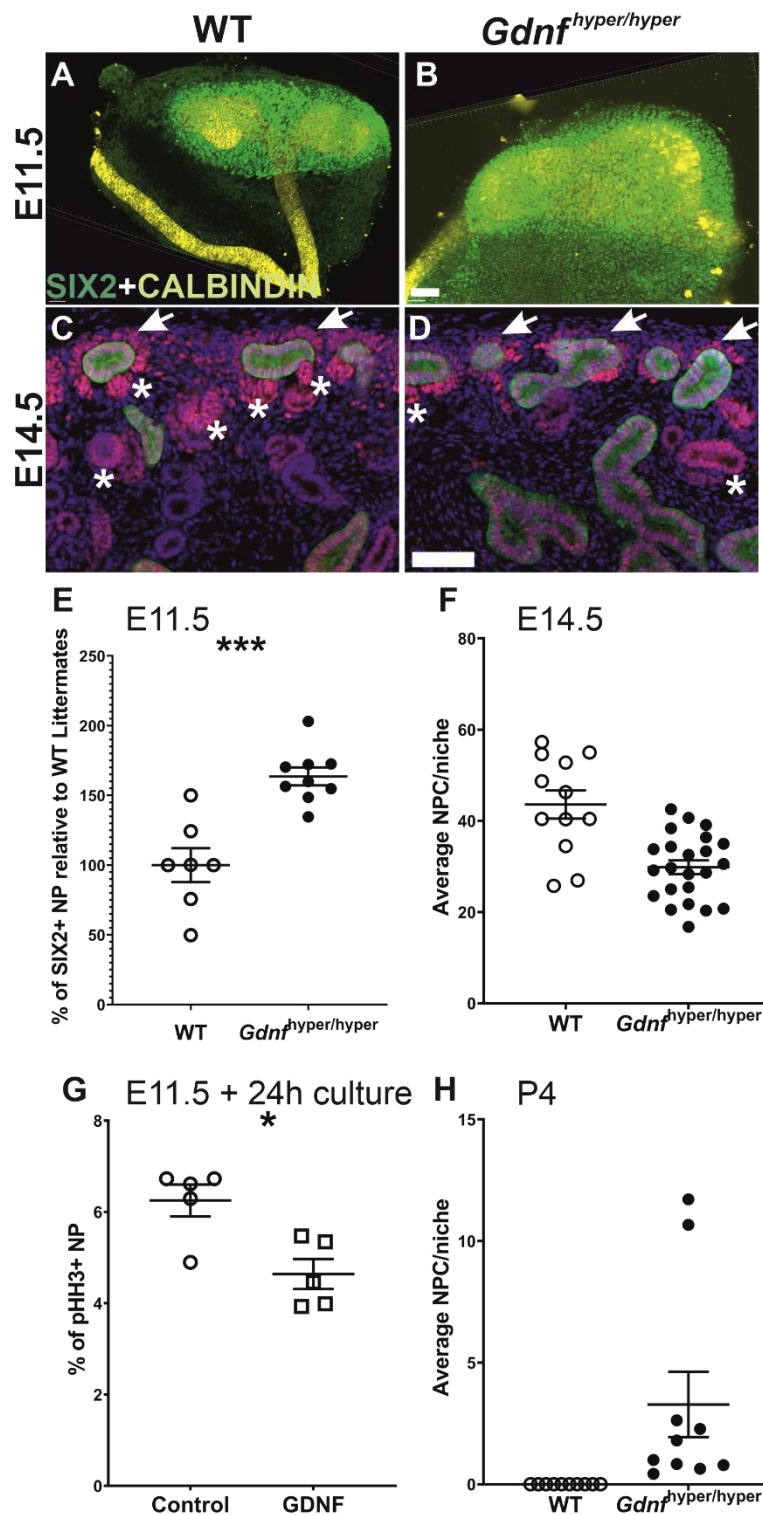 WT
Gdnf hyper/hyper
A
B
E11.5
SIX2+CALBINDIN
C
D
E14.5
*
*
*
*
*
*
*
E
E11.5
***
% of SIX2+ NP relative to WT Littermates
250
200
150
100
50
0
WT
Gdnf hyper/hyper
F
E14.5
Average NPC/niche
80
60
40
20
0
WT
Gdnf hyper/hyper
G
E11.5 + 24h culture
*
% of pHH3+ NP
8
6
4
2
0
Control
GDNF
H
P4
Average NPC/niche
15
10
5
0
WT
Gdnf hyper/hyper